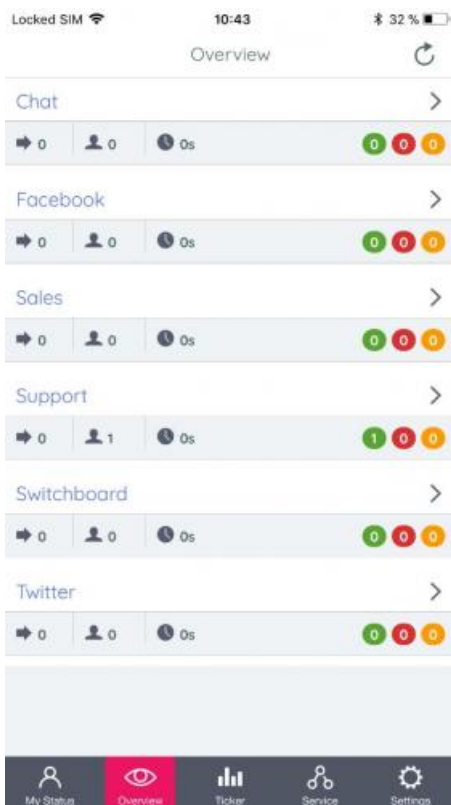 Locked SIM 10:43 32 %
Overview
Chat
0 0 0s 0 0 0
Facebook
0 0 0s 0 0 0
Sales
0 0 0s 0 0 0
Support
0 1 0s 1 0 0
Switchboard
0 0 0s 0 0 0
Twitter
0 0 0s 0 0 0
My Status Overview Ticker Service Settings